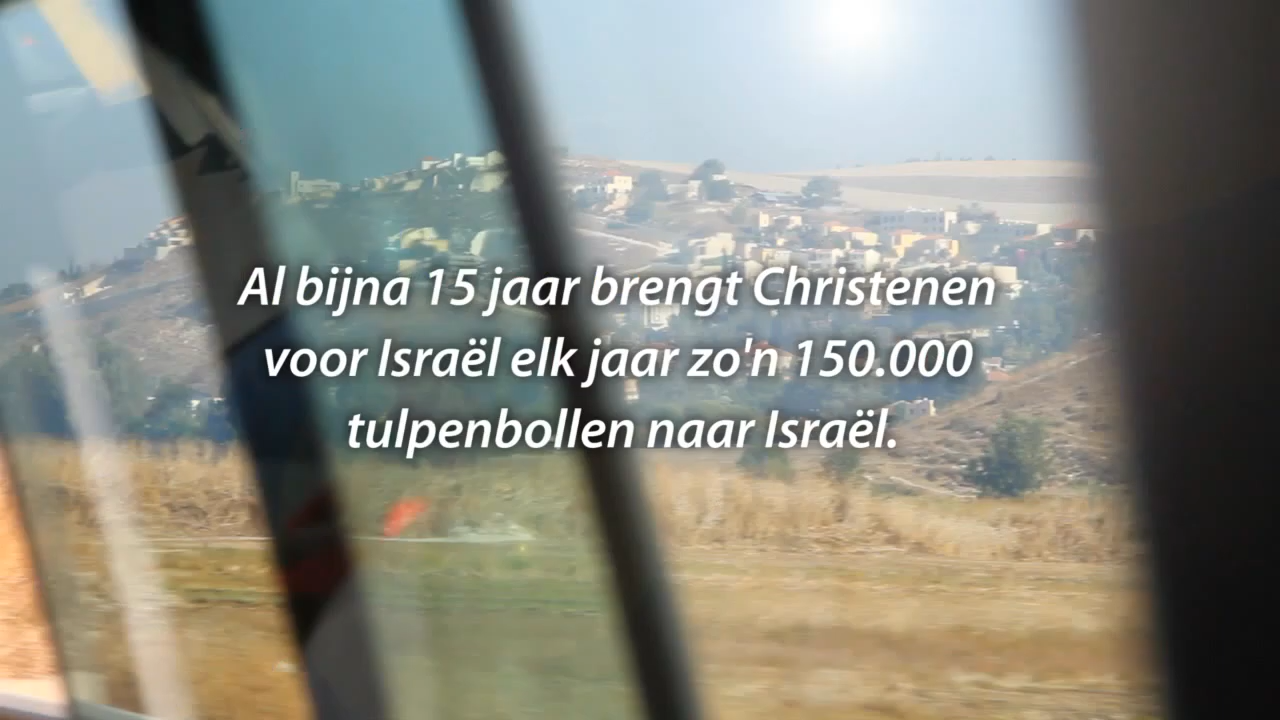 Al bijna 15 jaar brengt Christenen
voor Israël elk jaar zo'n 150.000
tulpenbollen naar Israël.